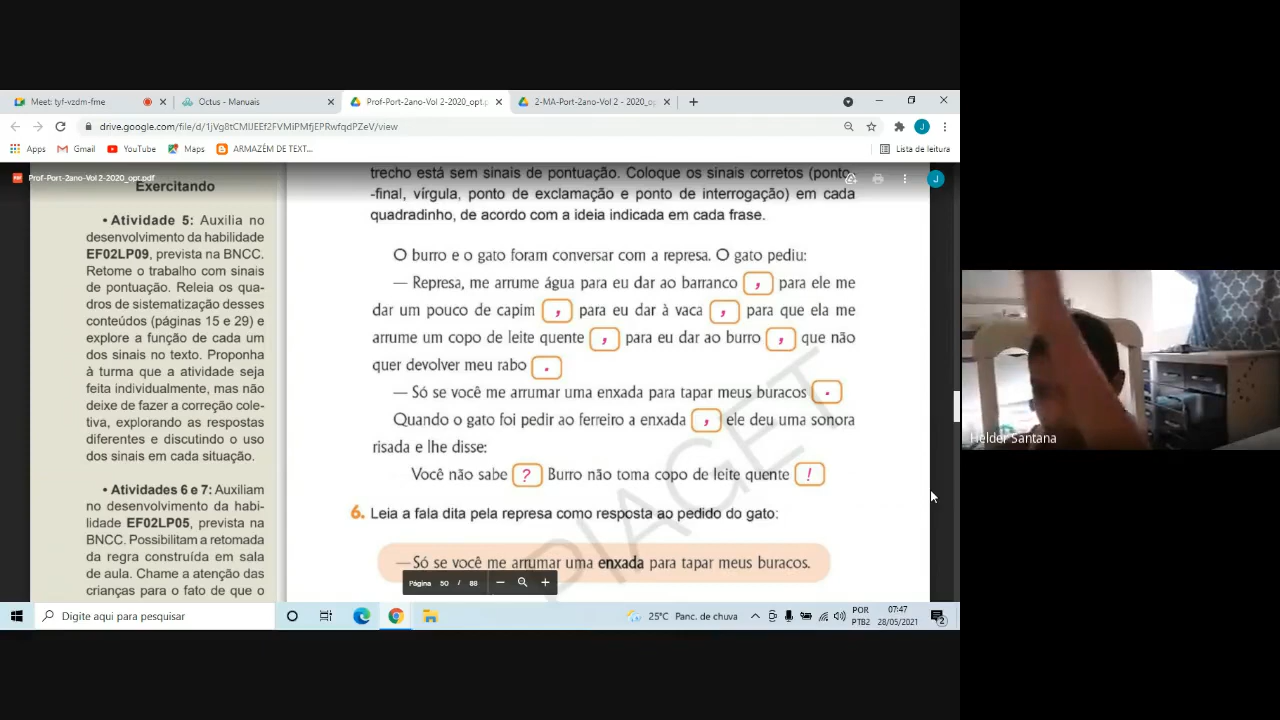 Meet: tyf-vzdm-fme
Octus - Manuais
Prof-Port-2ano-Vol 2-2020_opt.p
2-MA-Port-2ano-Vol 2 - 2020_op
drive.google.com/file/d/1jVg8tCMlJEEf2FVMiPMfjEPRwfqdPZeV/view
Apps
Gmail
YouTube
Maps
ARMAZÉM DE TEXT...
Lista de leitura
Prof-Port-2ano-Vol 2-2020_opt.pdf
J
Exercitando
• Atividade 5: Auxilia no
desenvolvimento da habilidade
EF02LP09, prevista na BNCC.
Retome o trabalho com sinais
de pontuação. Releia os qua-
dros de sistematização desses
conteúdos (páginas 15 e 29) e
explore a função de cada um
dos sinais no texto. Proponha
à turma que a atividade seja
feita individualmente, mas não
deixe de fazer a correção cole-
tiva, explorando as respostas
diferentes e discutindo o uso
dos sinais em cada situação.
• Atividades 6 e 7: Auxiliam
no desenvolvimento da habi-
lidade EF02LP05, prevista na
BNCC. Possibilitam a retomada
da regra construída em sala
de aula. Chame a atenção das
crianças para o fato de que o
trecho está sem sinais de pontuação. Coloque os sinais corretos (ponto-
-final, vírgula, ponto de exclamação e ponto de interrogação) em cada
quadradinho, de acordo com a ideia indicada em cada frase.
O burro e o gato foram conversar com a represa. O gato pediu:
— Represa, me arrume água para eu dar ao barranco , para ele me
dar um pouco de capim , para eu dar à vaca , para que ela me
arrume um copo de leite quente , para eu dar ao burro , que não
quer devolver meu rabo .
— Só se você me arrumar uma enxada para tapar meus buracos .
Quando o gato foi pedir ao ferreiro a enxada , ele deu uma sonora
risada e lhe disse:
Você não sabe ? Burro não toma copo de leite quente !
6. Leia a fala dita pela represa como resposta ao pedido do gato:
—Só se você me arrumar uma enxada para tapar meus buracos.
PIAGET
Página 50 / 88
Helder Santana
Digite aqui para pesquisar
25°C Panc. de chuva
POR
PTB2
07:47
28/05/2021
2